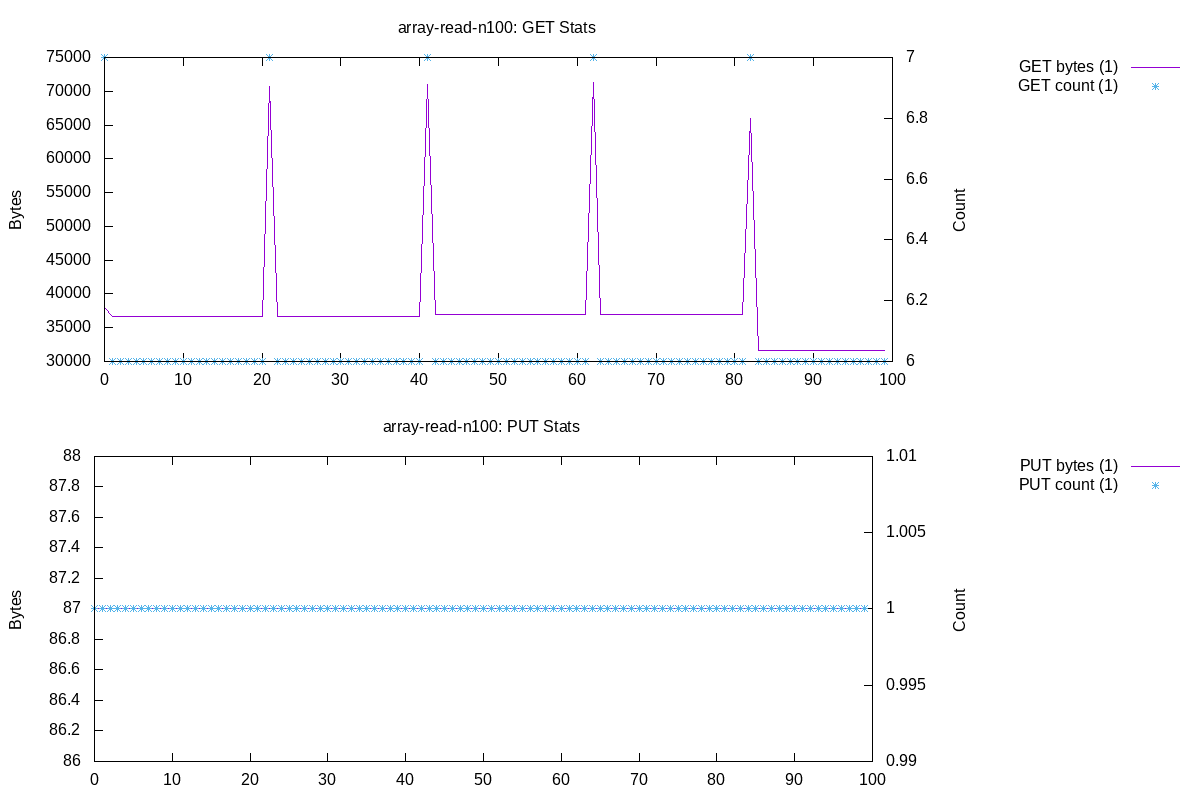 array-read-n100: GET Stats
75000
70000
65000
60000
55000
50000
45000
40000
35000
30000
Bytes
7
6.8
6.6
6.4
6.2
6
Count
0 10 20 30 40 50 60 70 80 90 100
GET bytes (1)
GET count (1)
array-read-n100: PUT Stats
88
87.8
87.6
87.4
87.2
87
86.8
86.6
86.4
86.2
86
Bytes
1.01
1.005
1
0.995
0.99
Count
0 10 20 30 40 50 60 70 80 90 100
PUT bytes (1)
PUT count (1)